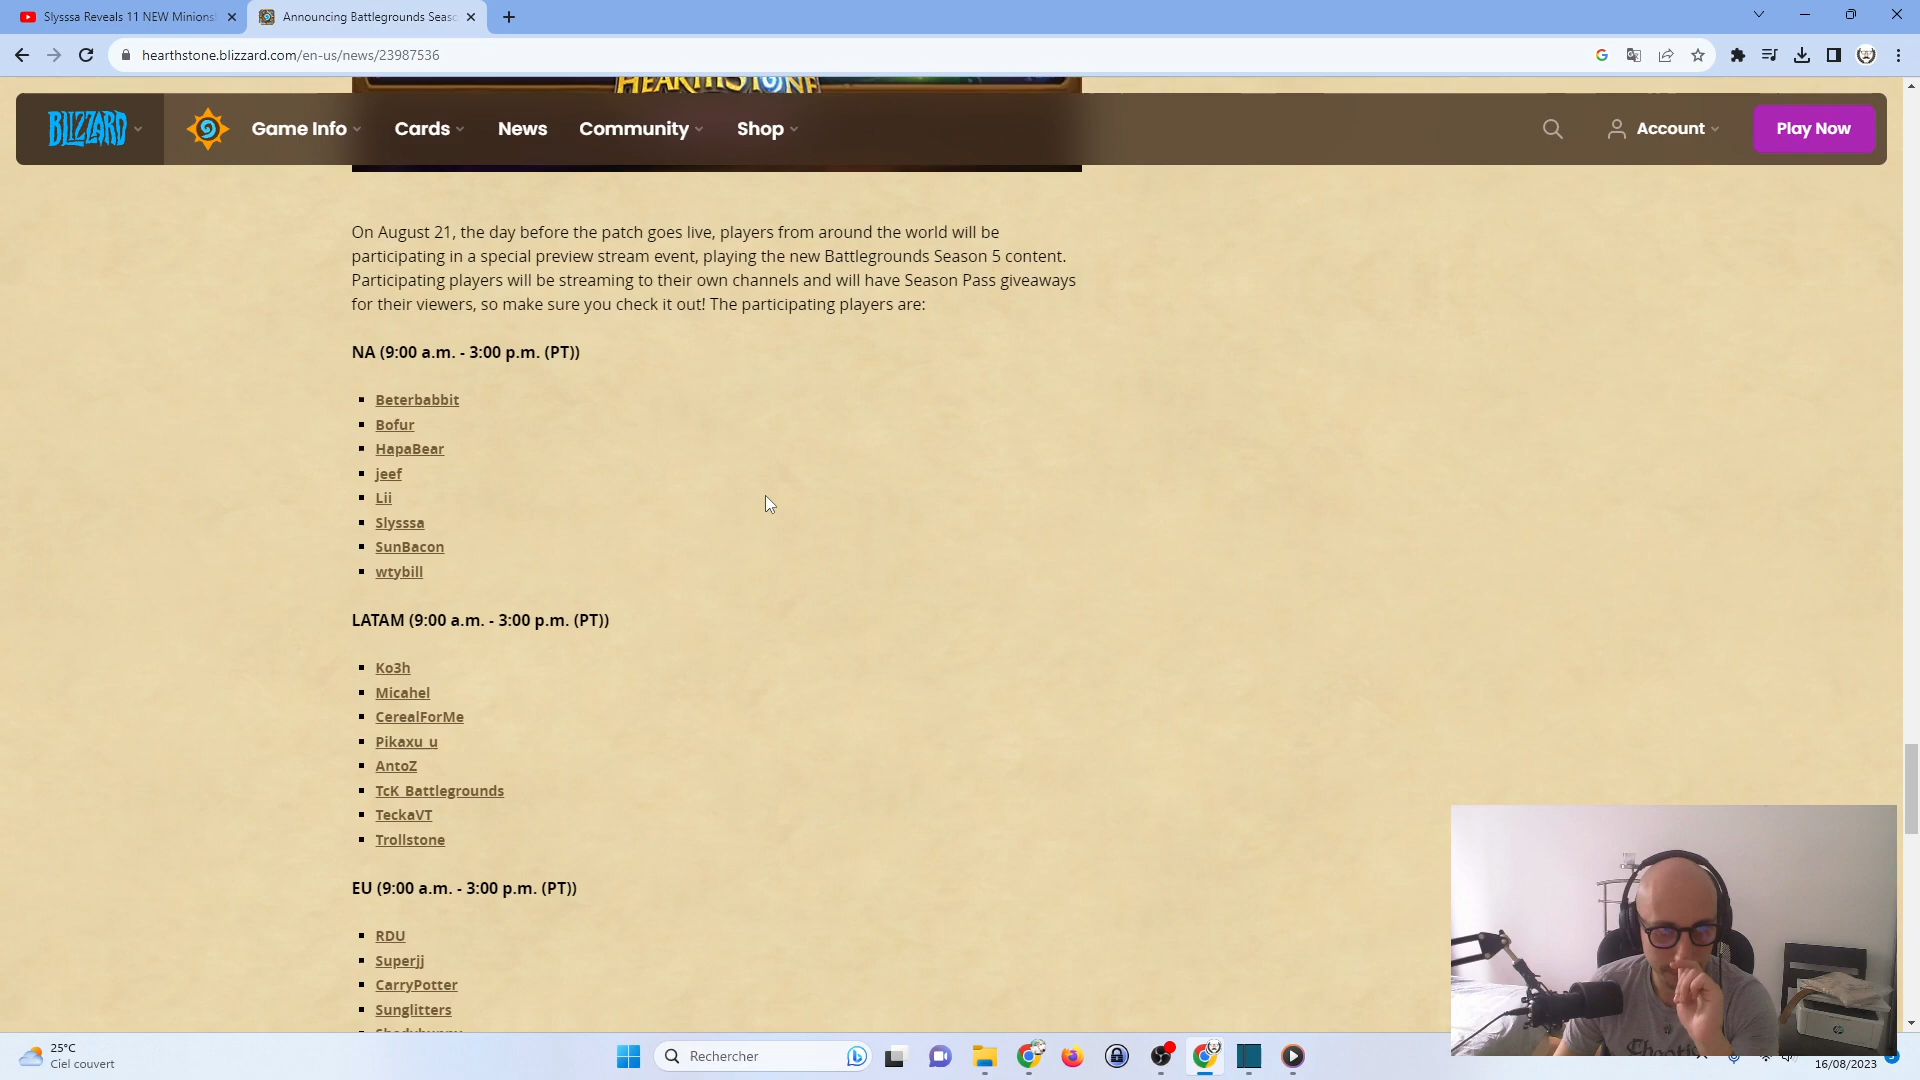 Slysssa Reveals 11 NEW Minions
Announcing Battlegrounds Seaso
hearthstone.blizzard.com/en-us/news/23987536
HEARTHSTONE
BLIZZARD
Game Info
Cards
News
Community
Shop
Account
Play Now
On August 21, the day before the patch goes live, players from around the world will be
participating in a special preview stream event, playing the new Battlegrounds Season 5 content.
Participating players will be streaming to their own channels and will have Season Pass giveaways
for their viewers, so make sure you check it out! The participating players are:
NA (9:00 a.m. - 3:00 p.m. (PT))
Beterbabbit
Bofur
HapaBear
jeef
Lii
Slysssa
SunBacon
wtybill
LATAM (9:00 a.m. - 3:00 p.m. (PT))
Ko3h
Micahel
CerealForMe
Pikaxu_u
AntoZ
TcK_Battlegrounds
TeckaVT
Trollstone
EU (9:00 a.m. - 3:00 p.m. (PT))
RDU
Superjj
CarryPotter
Sunglitters
25°C
Ciel couvert
Rechercher
16/08/2023